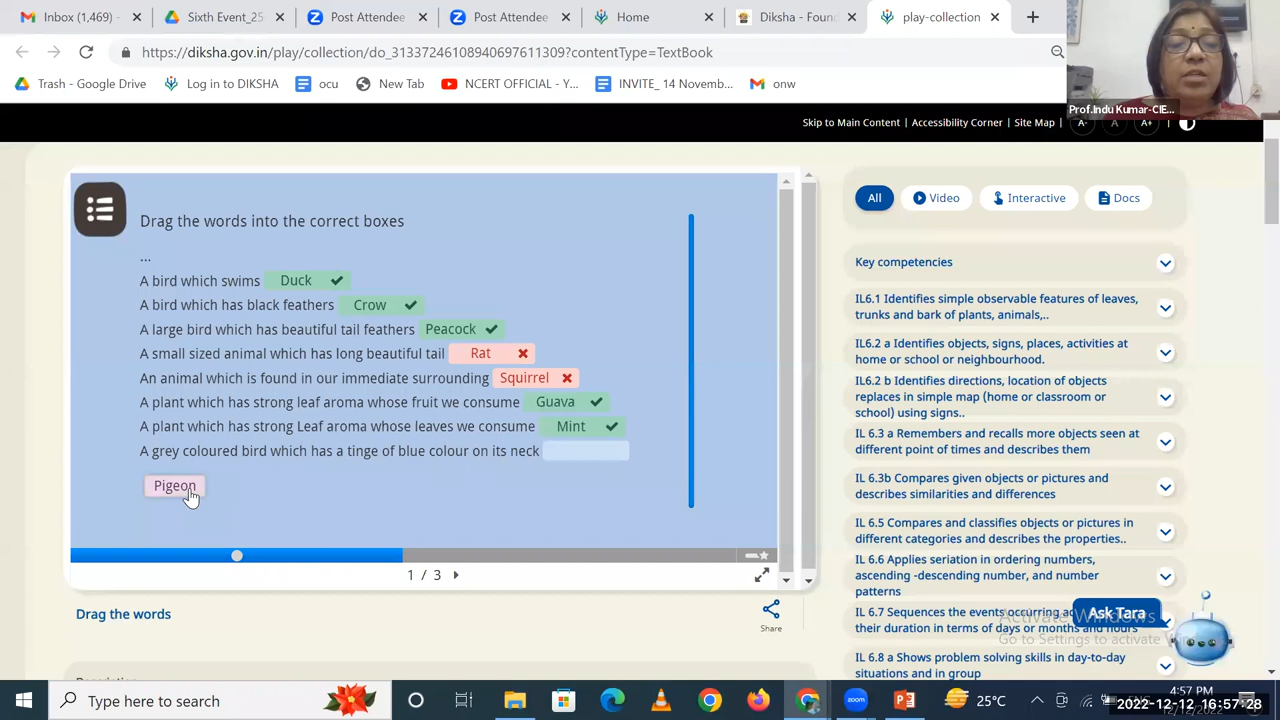 Inbox (1,469)
Sixth Event_25
Post Attendee
Post Attendee
Home
Diksha - Foun
play-collection
https://diksha.gov.in/play/collection/do_31337246108940697611309?contentType=TextBook
Trash - Google Drive
Log in to DIKSHA
ocu
New Tab
NCERT OFFICIAL - Y...
INVITE_ 14 Novemb...
onw
Prof.Indu Kumar-CIE...
Skip to Main Content | Accessibility Corner | Site Map | A- A A+ |
Drag the words into the correct boxes
...
A bird which swims Duck
A bird which has black feathers Crow
A large bird which has beautiful tail feathers Peacock
A small sized animal which has long beautiful tail Rat
An animal which is found in our immediate surrounding Squirrel
A plant which has strong leaf aroma whose fruit we consume Guava
A plant which has strong Leaf aroma whose leaves we consume Mint
A grey coloured bird which has a tinge of blue colour on its neck
Pigeon
1 / 3
Drag the words
Share
All
Video
Interactive
Docs
Key competencies
IL6.1 Identifies simple observable features of leaves,
trunks and bark of plants, animals,..
IL6.2 a Identifies objects, signs, places, activities at
home or school or neighbourhood.
IL6.2 b Identifies directions, location of objects
replaces in simple map (home or classroom or
school) using signs..
IL 6.3 a Remembers and recalls more objects seen at
different point of times and describes them
IL 6.3b Compares given objects or pictures and
describes similarities and differences
IL 6.5 Compares and classifies objects or pictures in
different categories and describes the properties..
IL 6.6 Applies seriation in ordering numbers,
ascending -descending number, and number
patterns
IL 6.7 Sequences the events occurring
their duration in terms of days or months and hours
IL 6.8 a Shows problem solving skills in day-to-day
situations and in group
Ask Tara
Activate Windows
Go to Settings to activate
Type here to search
25°C
ENG
4:57 PM
2022-12-12 16:57:28